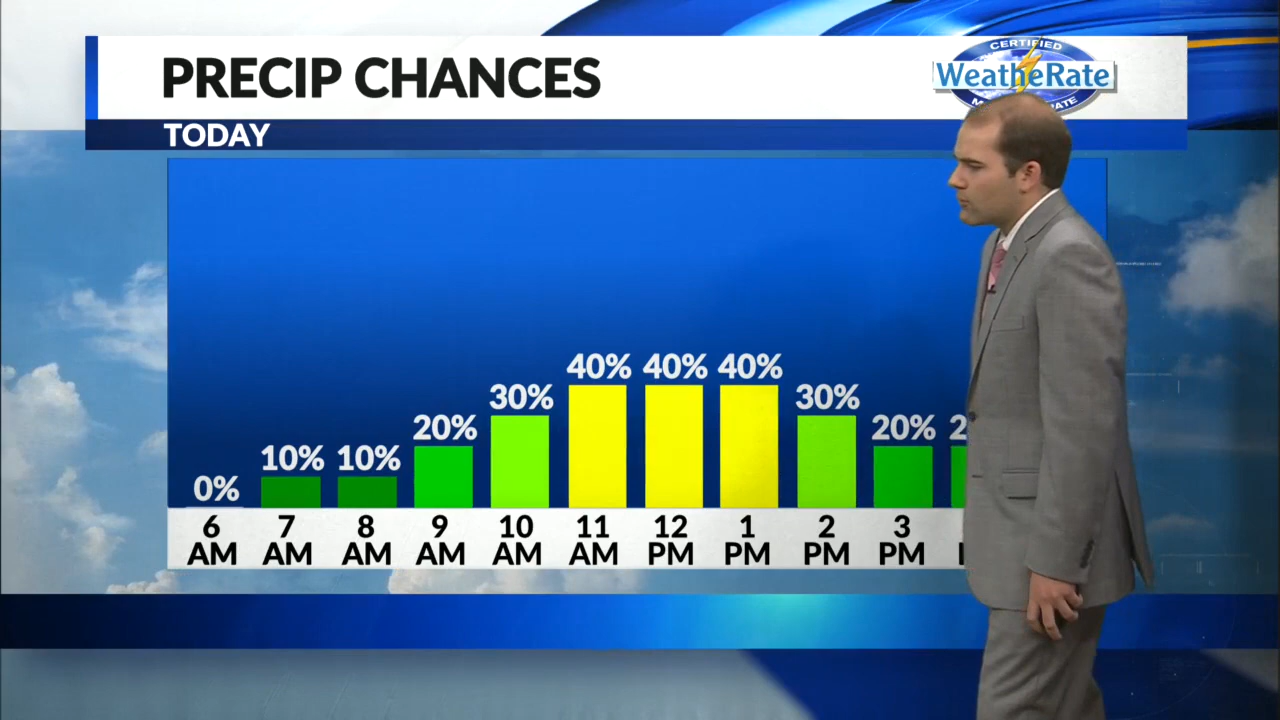 PRECIP CHANCES
CERTIFIED
WeatheRate
TODAY
0% 10% 10% 20% 30% 40% 40% 40% 30% 20%
6 7 8 9 10 11 12 1 2 3
AM AM AM AM AM AM PM PM PM PM